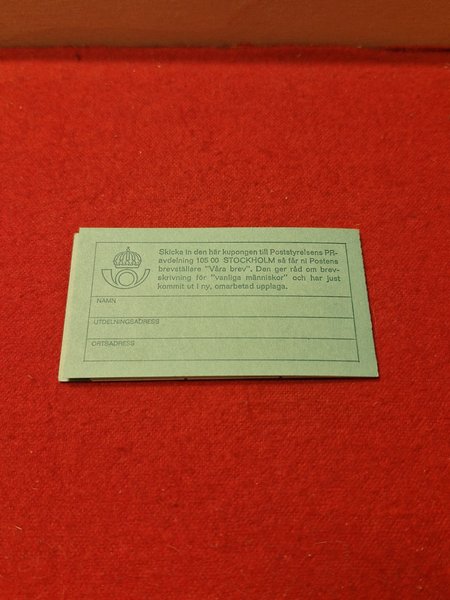 Skicka in den här kupongen till Poststyrelsens PR-
avdelning 105 00 STOCKHOLM så får ni Postens
brevställare "Våra brev". Den ger råd om brev-
skrivning för "vanliga människor" och har just
kommit ut i ny, omarbetad upplaga.
NAMN
UTDELNINGSADRESS
ORTSADRESS